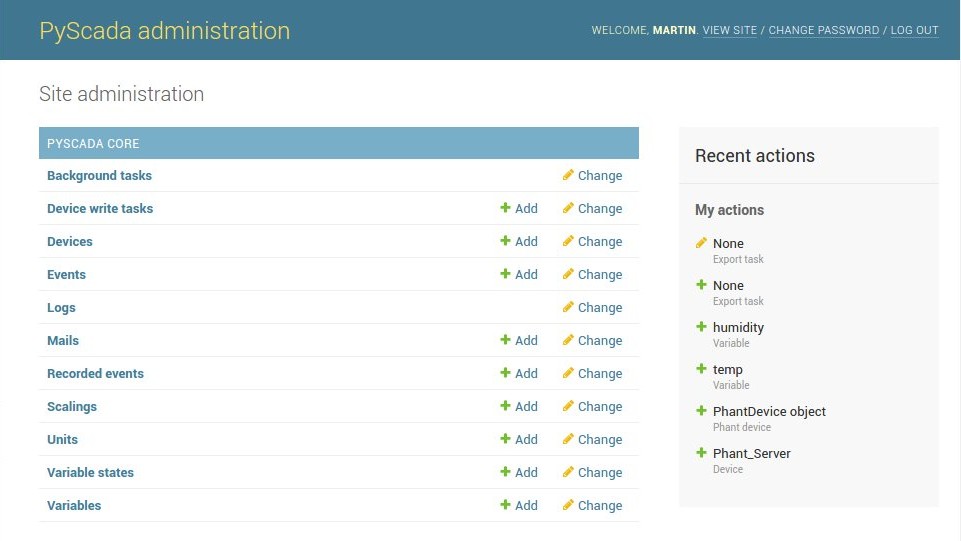 PyScada administration
WELCOME, MARTIN. VIEW SITE / CHANGE PASSWORD / LOG OUT
Site administration
PYSCADA CORE
Background tasks Change
Device write tasks Add Change
Devices Add Change
Events Add Change
Logs Change
Mails Add Change
Recorded events Add Change
Scalings Add Change
Units Add Change
Variable states Add Change
Variables Add Change
Recent actions
My actions
None
Export task
None
Export task
humidity
Variable
temp
Variable
PhantDevice object
Phant device
Phant_Server
Device